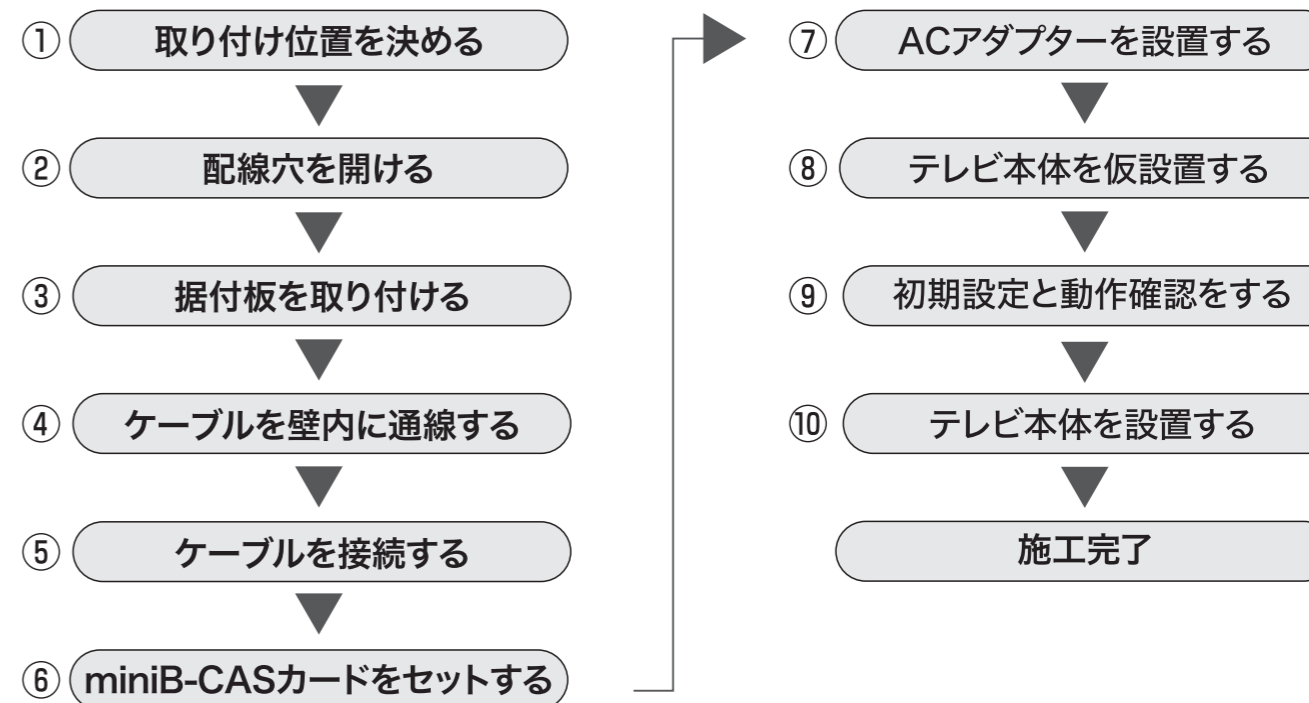 ① 取り付け位置を決める
② 配線穴を開ける
③ 据付板を取り付ける
④ ケーブルを壁内に通線する
⑤ ケーブルを接続する
⑥ miniB-CASカードをセットする
⑦ ACアダプターを設置する
⑧ テレビ本体を仮設置する
⑨ 初期設定と動作確認をする
⑩ テレビ本体を設置する
施工完了